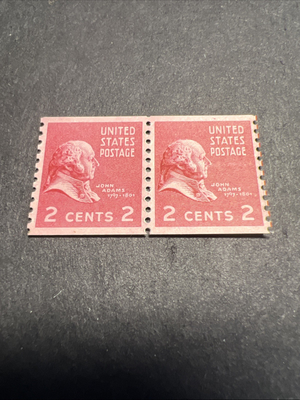 UNITED
STATES
POSTAGE
JOHN
ADAMS
1797-1801
2 CENTS 2
UNITED
STATES
POSTAGE
JOHN
ADAMS
1797-1801
2 CENTS 2